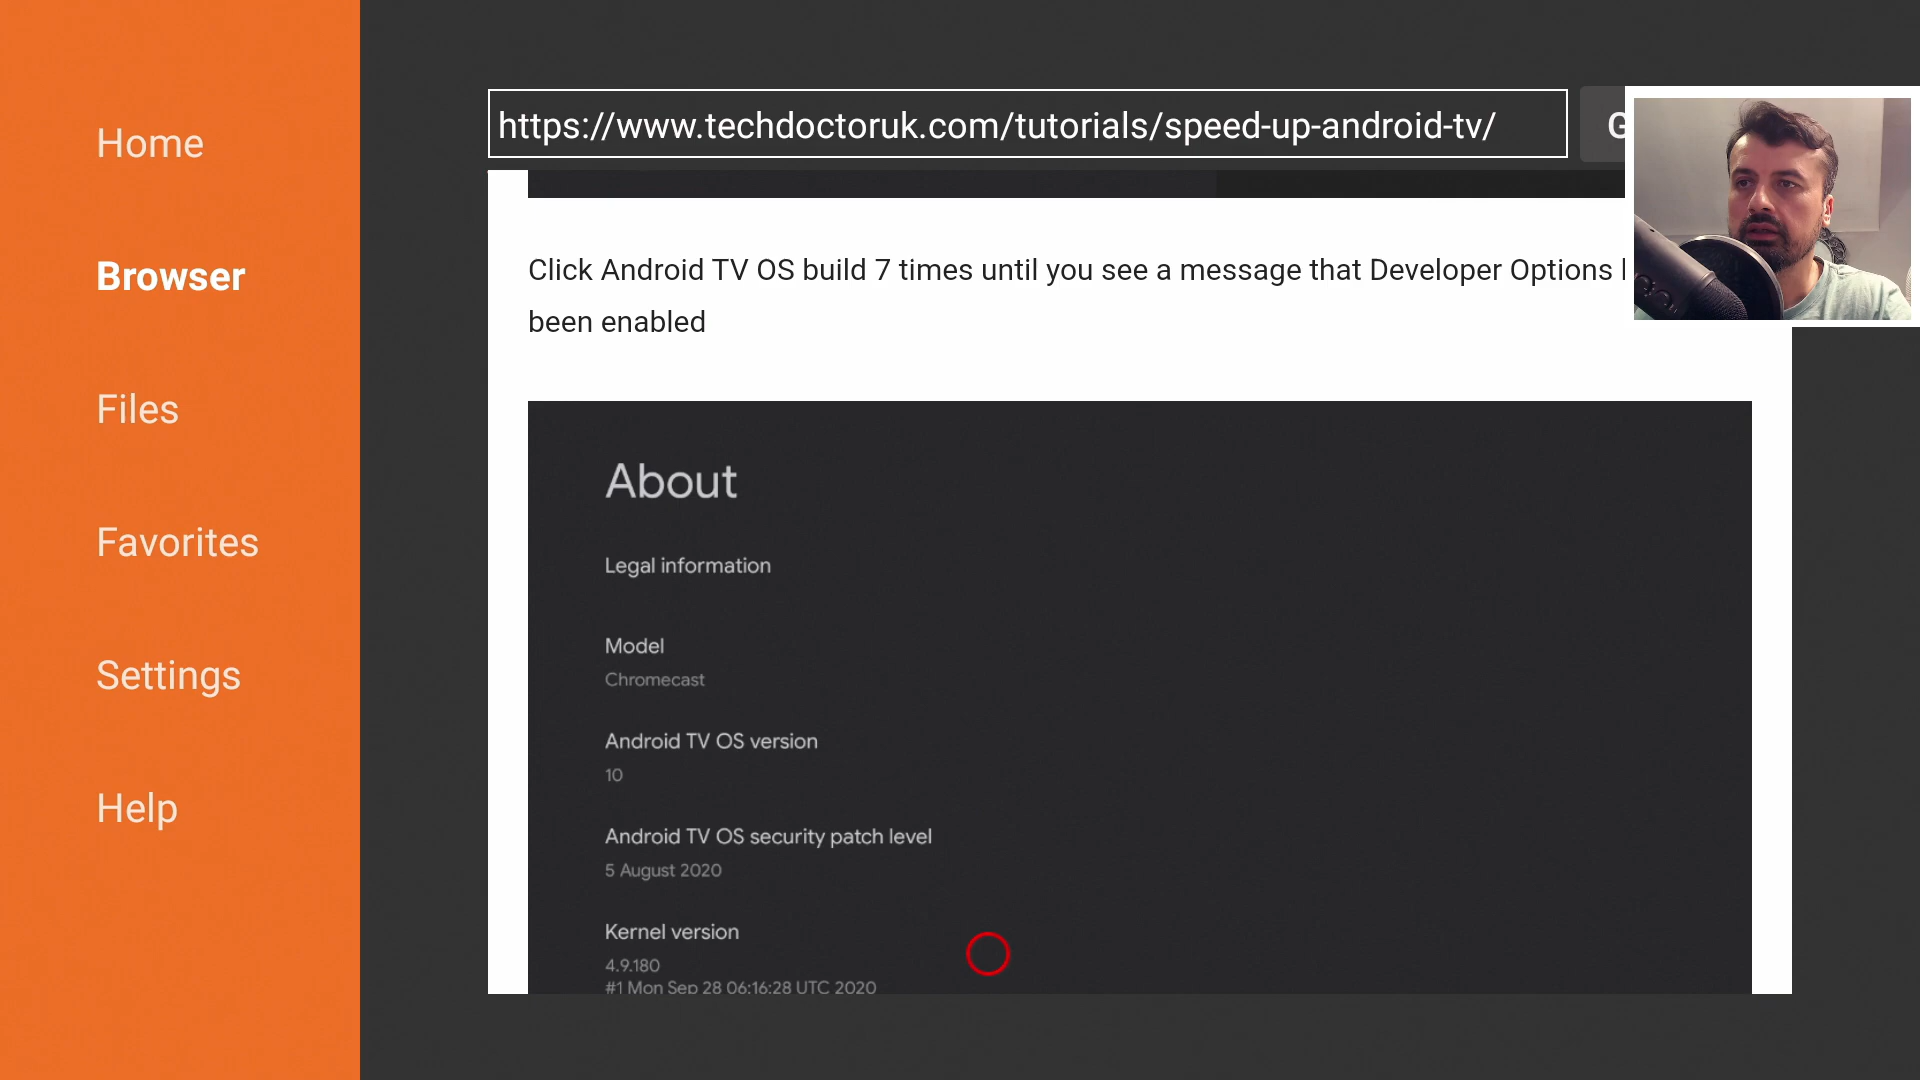 Home
Browser
Files
Favorites
Settings
Help
https://www.techdoctoruk.com/tutorials/speed-up-android-tv/
Click Android TV OS build 7 times until you see a message that Developer Options
been enabled
About
Legal information
Model
Chromecast
Android TV OS version
10
Android TV OS security patch level
5 August 2020
Kernel version
4.9.180
#1 Mon Sep 28 06:16:28 UTC 2020